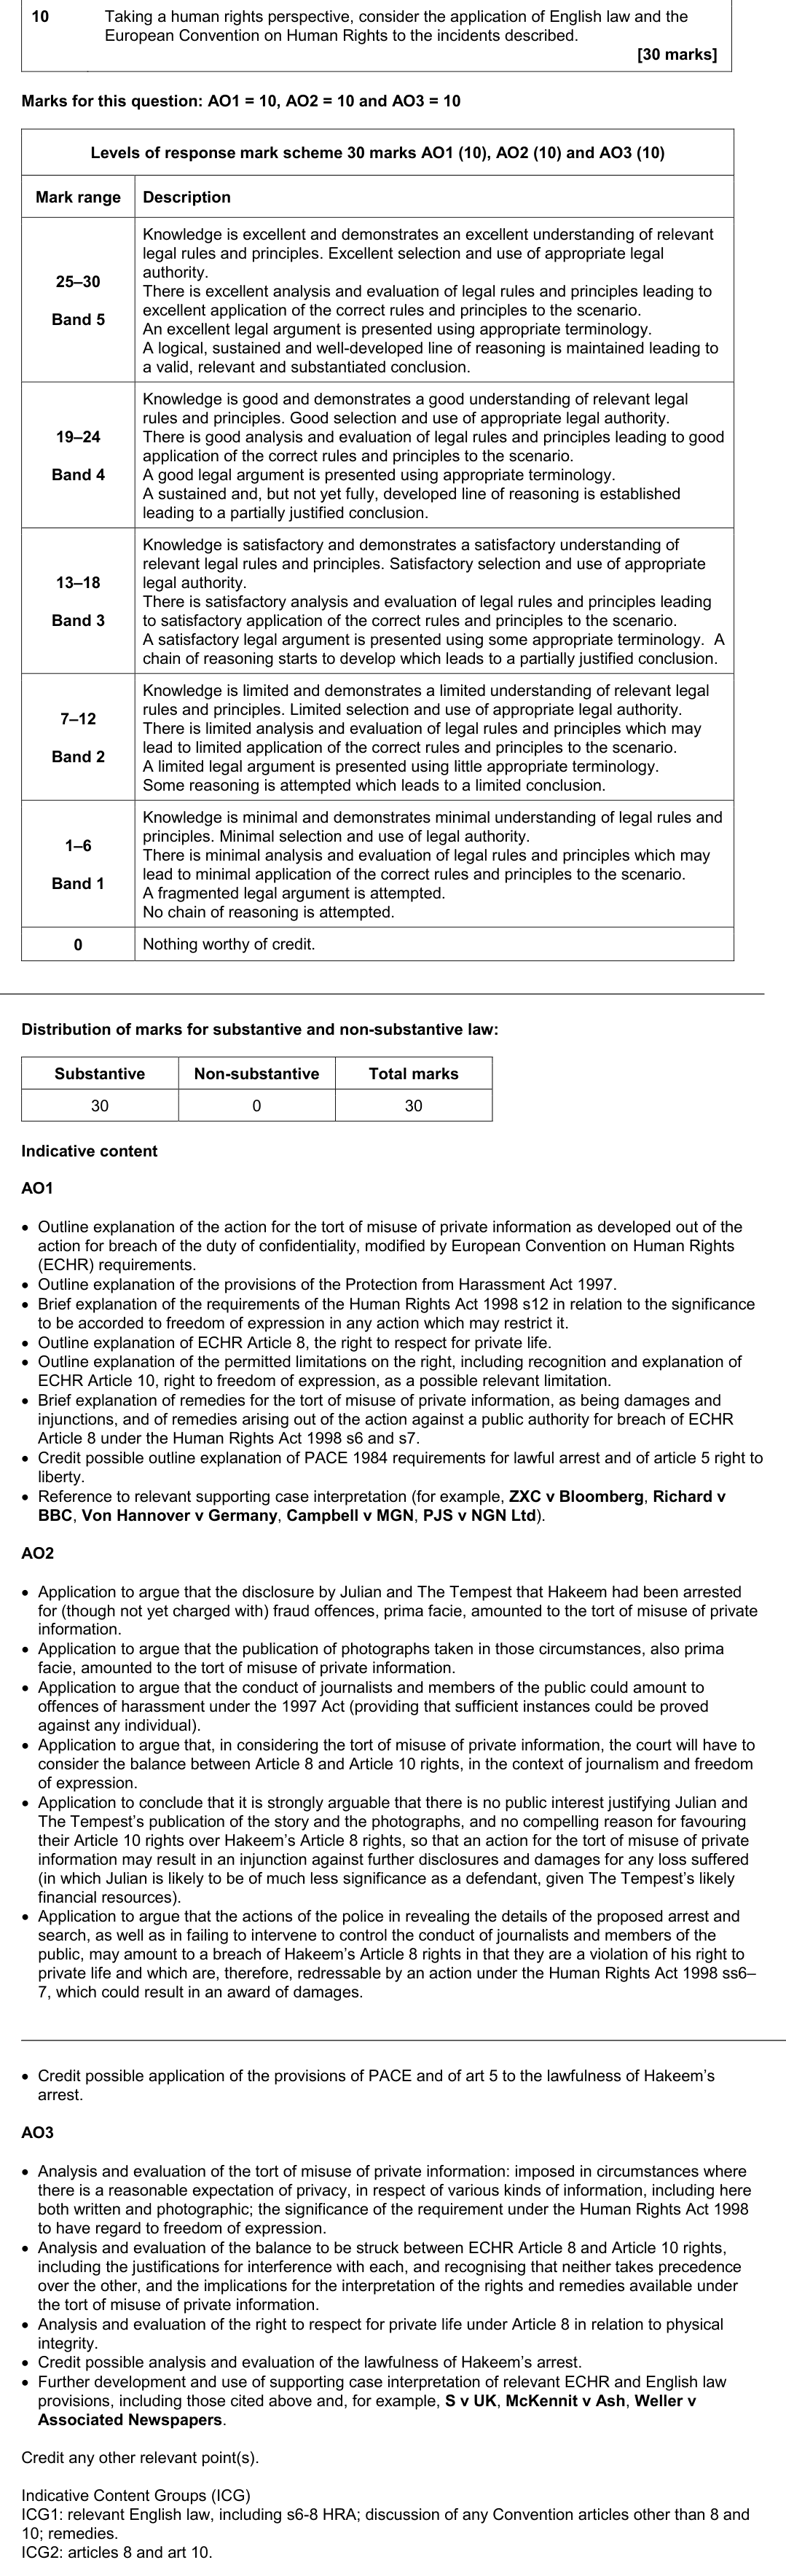 10 Taking a human rights perspective, consider the application of English law and the
European Convention on Human Rights to the incidents described.
[30 marks]
Marks for this question: AO1 = 10, AO2 = 10 and AO3 = 10
Levels of response mark scheme 30 marks AO1 (10), AO2 (10) and AO3 (10)
Mark range Description
25–30
Band 5
Knowledge is excellent and demonstrates an excellent understanding of relevant
legal rules and principles. Excellent selection and use of appropriate legal
authority.
There is excellent analysis and evaluation of legal rules and principles leading to
excellent application of the correct rules and principles to the scenario.
An excellent legal argument is presented using appropriate terminology.
A logical, sustained and well-developed line of reasoning is maintained leading to
a valid, relevant and substantiated conclusion.
19–24
Band 4
Knowledge is good and demonstrates a good understanding of relevant legal
rules and principles. Good selection and use of appropriate legal authority.
There is good analysis and evaluation of legal rules and principles leading to good
application of the correct rules and principles to the scenario.
A good legal argument is presented using appropriate terminology.
A sustained and, but not yet fully, developed line of reasoning is established
leading to a partially justified conclusion.
13–18
Band 3
Knowledge is satisfactory and demonstrates a satisfactory understanding of
relevant legal rules and principles. Satisfactory selection and use of appropriate
legal authority.
There is satisfactory analysis and evaluation of legal rules and principles leading
to satisfactory application of the correct rules and principles to the scenario.
A satisfactory legal argument is presented using some appropriate terminology. A
chain of reasoning starts to develop which leads to a partially justified conclusion.
7–12
Band 2
Knowledge is limited and demonstrates a limited understanding of relevant legal
rules and principles. Limited selection and use of appropriate legal authority.
There is limited analysis and evaluation of legal rules and principles which may
lead to limited application of the correct rules and principles to the scenario.
A limited legal argument is presented using little appropriate terminology.
Some reasoning is attempted which leads to a limited conclusion.
1–6
Band 1
Knowledge is minimal and demonstrates minimal understanding of legal rules and
principles. Minimal selection and use of legal authority.
There is minimal analysis and evaluation of legal rules and principles which may
lead to minimal application of the correct rules and principles to the scenario.
A fragmented legal argument is attempted.
No chain of reasoning is attempted.
0 Nothing worthy of credit.
Distribution of marks for substantive and non-substantive law:
Substantive Non-substantive Total marks
30 0 30
Indicative content
AO1
• Outline explanation of the action for the tort of misuse of private information as developed out of the
action for breach of the duty of confidentiality, modified by European Convention on Human Rights
(ECHR) requirements.
• Outline explanation of the provisions of the Protection from Harassment Act 1997.
• Brief explanation of the requirements of the Human Rights Act 1998 s12 in relation to the significance
to be accorded to freedom of expression in any action which may restrict it.
• Outline explanation of ECHR Article 8, the right to respect for private life.
• Outline explanation of the permitted limitations on the right, including recognition and explanation of
ECHR Article 10, right to freedom of expression, as a possible relevant limitation.
• Brief explanation of remedies for the tort of misuse of private information, as being damages and
injunctions, and of remedies arising out of the action against a public authority for breach of ECHR
Article 8 under the Human Rights Act 1998 s6 and s7.
• Credit possible outline explanation of PACE 1984 requirements for lawful arrest and of article 5 right to
liberty.
• Reference to relevant supporting case interpretation (for example, ZXC v Bloomberg, Richard v
BBC, Von Hannover v Germany, Campbell v MGN, PJS v NGN Ltd).
AO2
• Application to argue that the disclosure by Julian and The Tempest that Hakeem had been arrested
for (though not yet charged with) fraud offences, prima facie, amounted to the tort of misuse of private
information.
• Application to argue that the publication of photographs taken in those circumstances, also prima
facie, amounted to the tort of misuse of private information.
• Application to argue that the conduct of journalists and members of the public could amount to
offences of harassment under the 1997 Act (providing that sufficient instances could be proved
against any individual).
• Application to argue that, in considering the tort of misuse of private information, the court will have to
consider the balance between Article 8 and Article 10 rights, in the context of journalism and freedom
of expression.
• Application to conclude that it is strongly arguable that there is no public interest justifying Julian and
The Tempest's publication of the story and the photographs, and no compelling reason for favouring
their Article 10 rights over Hakeem's Article 8 rights, so that an action for the tort of misuse of private
information may result in an injunction against further disclosures and damages for any loss suffered
(in which Julian is likely to be of much less significance as a defendant, given The Tempest's likely
financial resources).
• Application to argue that the actions of the police in revealing the details of the proposed arrest and
search, as well as in failing to intervene to control the conduct of journalists and members of the
public, may amount to a breach of Hakeem's Article 8 rights in that they are a violation of his right to
private life and which are, therefore, redressable by an action under the Human Rights Act 1998 ss6–
7, which could result in an award of damages.
• Credit possible application of the provisions of PACE and of art 5 to the lawfulness of Hakeem's
arrest.
AO3
• Analysis and evaluation of the tort of misuse of private information: imposed in circumstances where
there is a reasonable expectation of privacy, in respect of various kinds of information, including here
both written and photographic; the significance of the requirement under the Human Rights Act 1998
to have regard to freedom of expression.
• Analysis and evaluation of the balance to be struck between ECHR Article 8 and Article 10 rights,
including the justifications for interference with each, and recognising that neither takes precedence
over the other, and the implications for the interpretation of the rights and remedies available under
the tort of misuse of private information.
• Analysis and evaluation of the right to respect for private life under Article 8 in relation to physical
integrity.
• Credit possible analysis and evaluation of the lawfulness of Hakeem's arrest.
• Further development and use of supporting case interpretation of relevant ECHR and English law
provisions, including those cited above and, for example, S v UK, McKennit v Ash, Weller v
Associated Newspapers.
Credit any other relevant point(s).
Indicative Content Groups (ICG)
ICG1: relevant English law, including s6-8 HRA; discussion of any Convention articles other than 8 and
10; remedies.
ICG2: articles 8 and art 10.